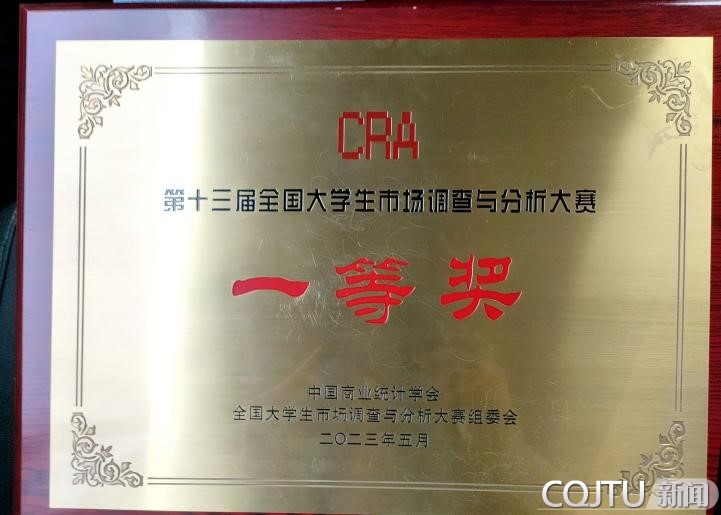 CRA
第十三届全国大学生市场调查与分析大赛
一等奖
中国商业统计学会
全国大学生市场调查与分析大赛组委会
二〇二三年五月
CQJTU 新闻